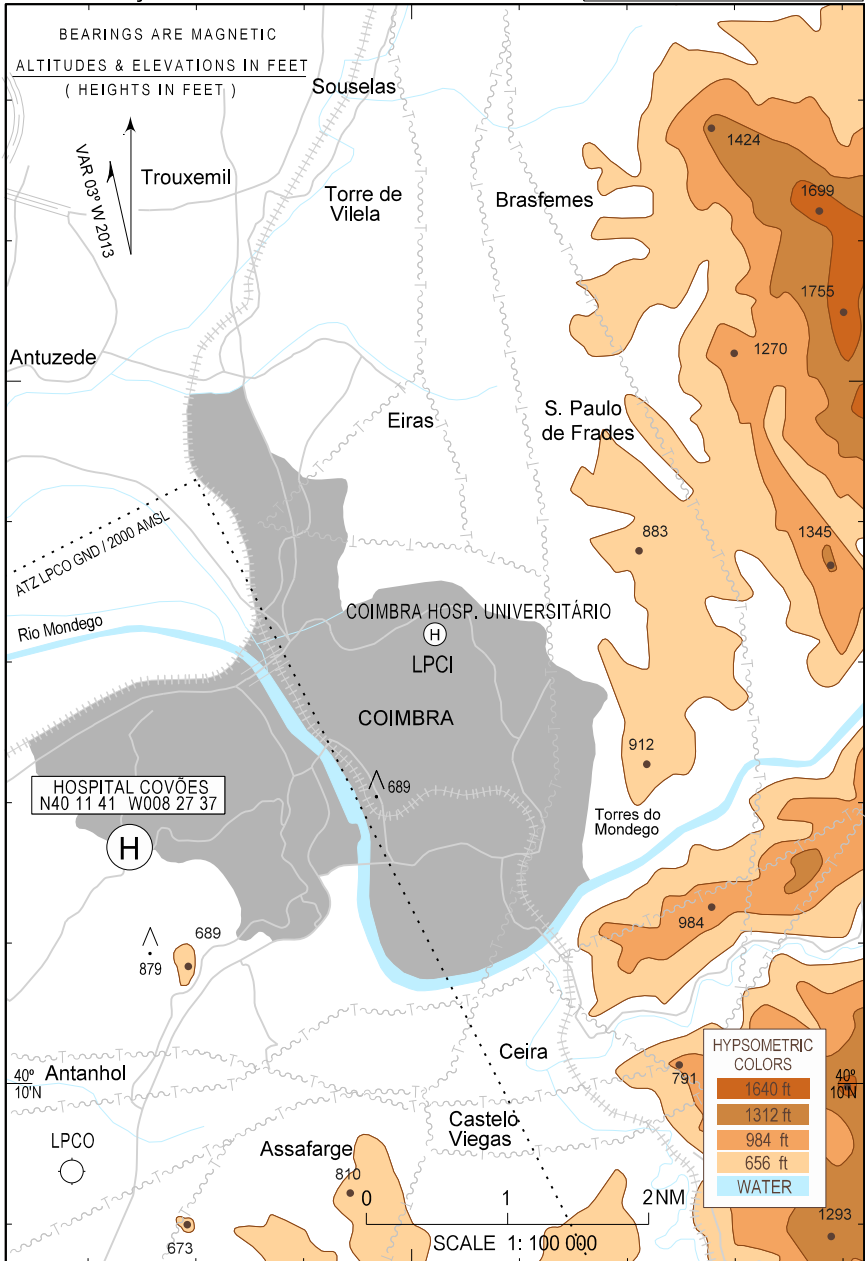 BEARINGS ARE MAGNETIC
ALTITUDES & ELEVATIONS IN FEET
( HEIGHTS IN FEET )
VAR 03º W 2013
Souselas
Trouxemil
Torre de
Vilela
Brasfemes
1424
1699
1755
1270
Antuzede
Eiras
S. Paulo
de Frades
ATZ LPCO GND / 2000 AMSL
883
1345
Rio Mondego
COIMBRA HOSP. UNIVERSITÁRIO
H
LPCI
COIMBRA
912
689
HOSPITAL COVÕES
N40 11 41 W008 27 37
H
Torres do
Mondego
984
689
879
Ceira
791
Antanhol
40º
10'N
HYPSOMETRIC
COLORS
1640 ft
1312 ft
984 ft
656 ft
WATER
40º
10'N
Castelo
Viegas
LPCO
Assafarge
810
673
0 1 2 NM
SCALE 1: 100 000
1293